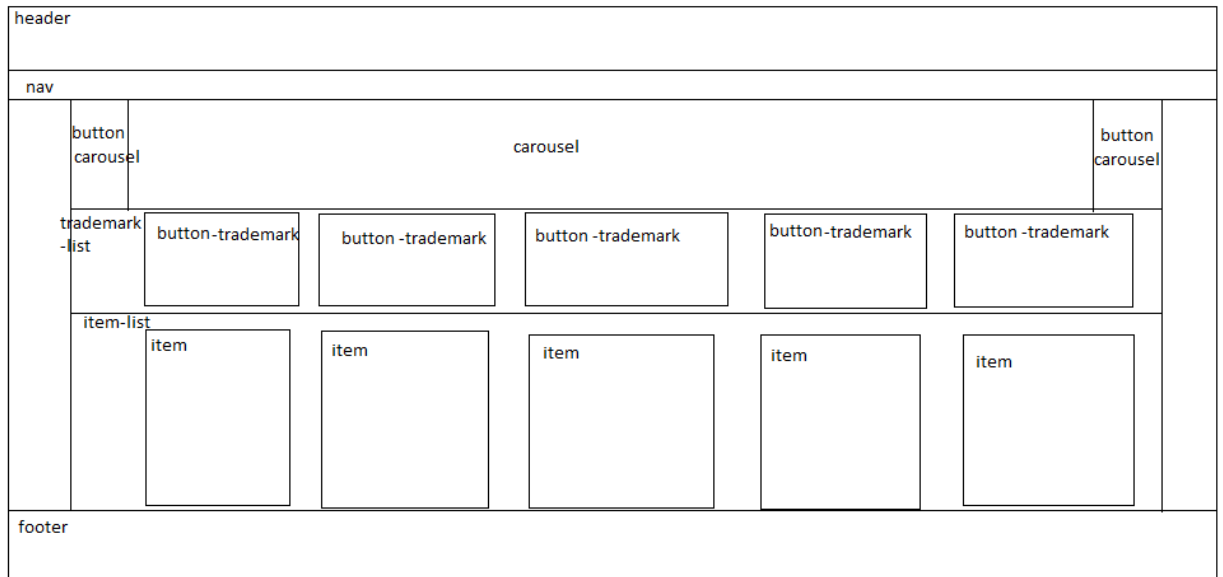 header
nav
button
carousel
carousel
button
carousel
trademark
-list
button-trademark
button -trademark
button -trademark
button-trademark
button -trademark
item-list
item
item
item
item
item
footer